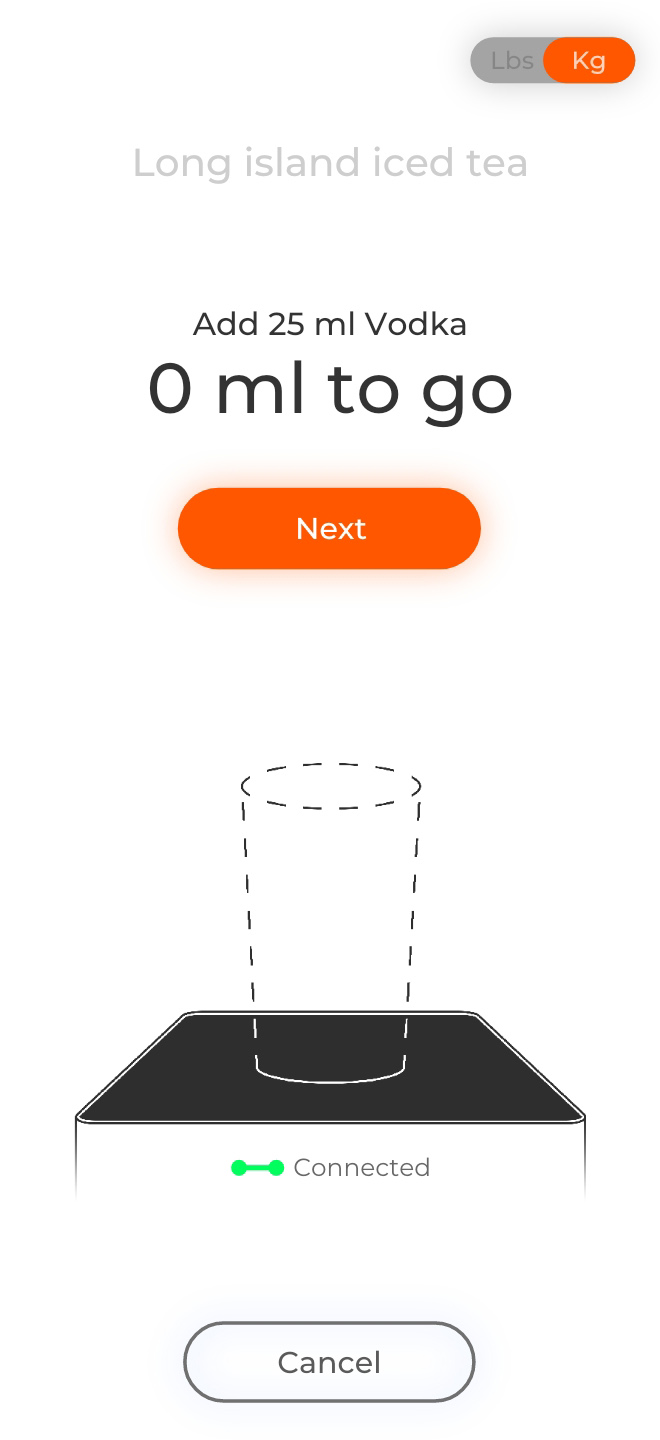 Lbs Kg
Long island iced tea
Add 25 ml Vodka
0 ml to go
Next
Connected
Cancel